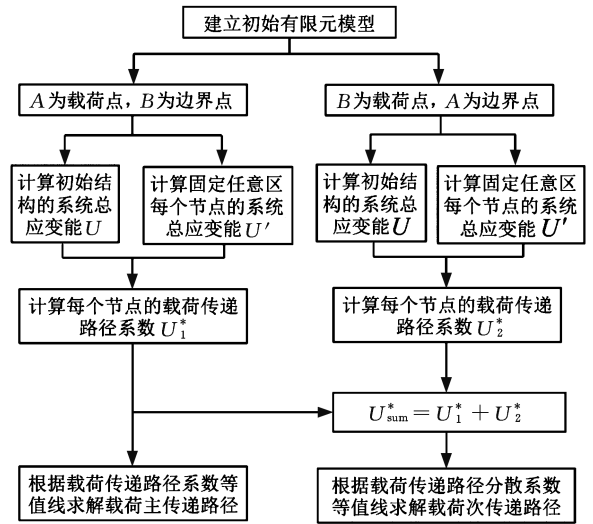 建立初始有限元模型
A为载荷点，B为边界点
B为载荷点，A为边界点
计算初始结
构的系统总
应变能U
计算固定任意区
每个节点的系统
总应变能U′
计算初始结
构的系统总
应变能U
计算固定任意区
每个节点的系统
总应变能U′
计算每个节点的载荷传递
路径系数U₁*
计算每个节点的载荷传递
路径系数U₂*
U*sum=U₁*+U₂*
根据载荷传递路径系数等
值线求解载荷主传递路径
根据载荷传递路径分散系数
等值线求解载荷次传递路径